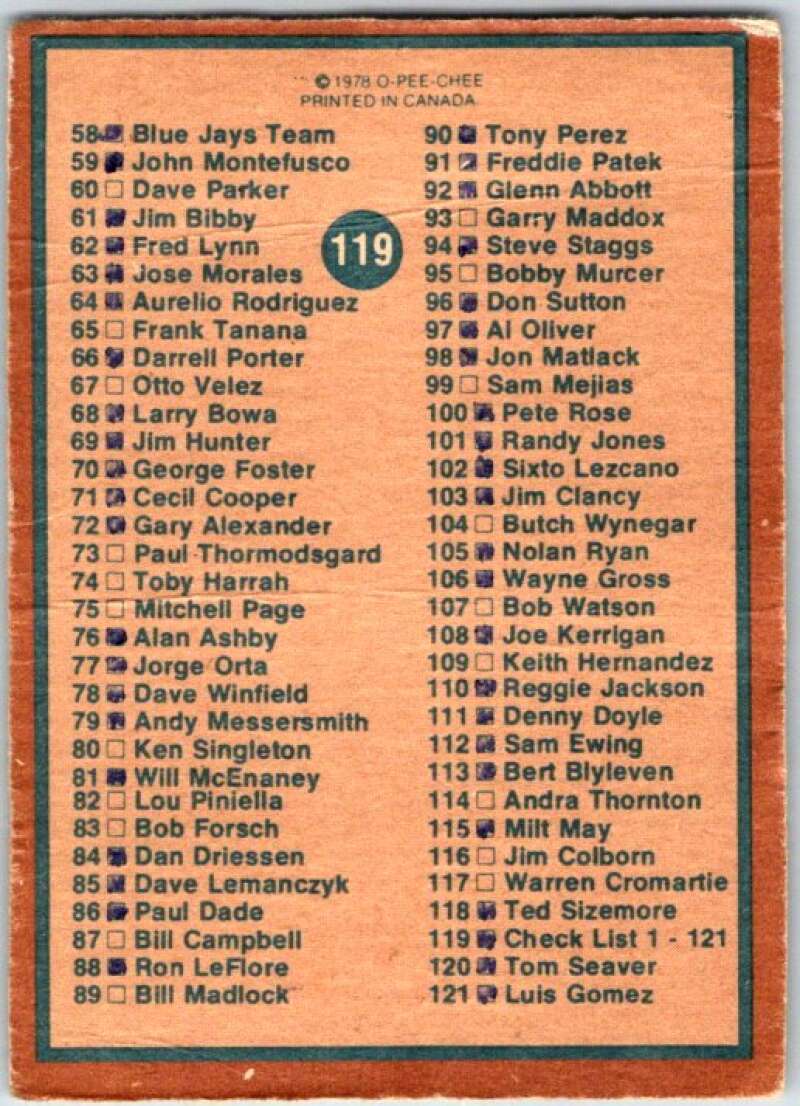 © 1978 O-PEE-CHEE
PRINTED IN CANADA
119
58 Blue Jays Team
59 John Montefusco
60 Dave Parker
61 Jim Bibby
62 Fred Lynn
63 Jose Morales
64 Aurelio Rodriguez
65 Frank Tanana
66 Darrell Porter
67 Otto Velez
68 Larry Bowa
69 Jim Hunter
70 George Foster
71 Cecil Cooper
72 Gary Alexander
73 Paul Thormodsgard
74 Toby Harrah
75 Mitchell Page
76 Alan Ashby
77 Jorge Orta
78 Dave Winfield
79 Andy Messersmith
80 Ken Singleton
81 Will McEnaney
82 Lou Piniella
83 Bob Forsch
84 Dan Driessen
85 Dave Lemanczyk
86 Paul Dade
87 Bill Campbell
88 Ron LeFlore
89 Bill Madlock
90 Tony Perez
91 Freddie Patek
92 Glenn Abbott
93 Garry Maddox
94 Steve Staggs
95 Bobby Murcer
96 Don Sutton
97 Al Oliver
98 Jon Matlack
99 Sam Mejias
100 Pete Rose
101 Randy Jones
102 Sixto Lezcano
103 Jim Clancy
104 Butch Wynegar
105 Nolan Ryan
106 Wayne Gross
107 Bob Watson
108 Joe Kerrigan
109 Keith Hernandez
110 Reggie Jackson
111 Denny Doyle
112 Sam Ewing
113 Bert Blyleven
114 Andra Thornton
115 Milt May
116 Jim Colborn
117 Warren Cromartie
118 Ted Sizemore
119 Check List 1 - 121
120 Tom Seaver
121 Luis Gomez